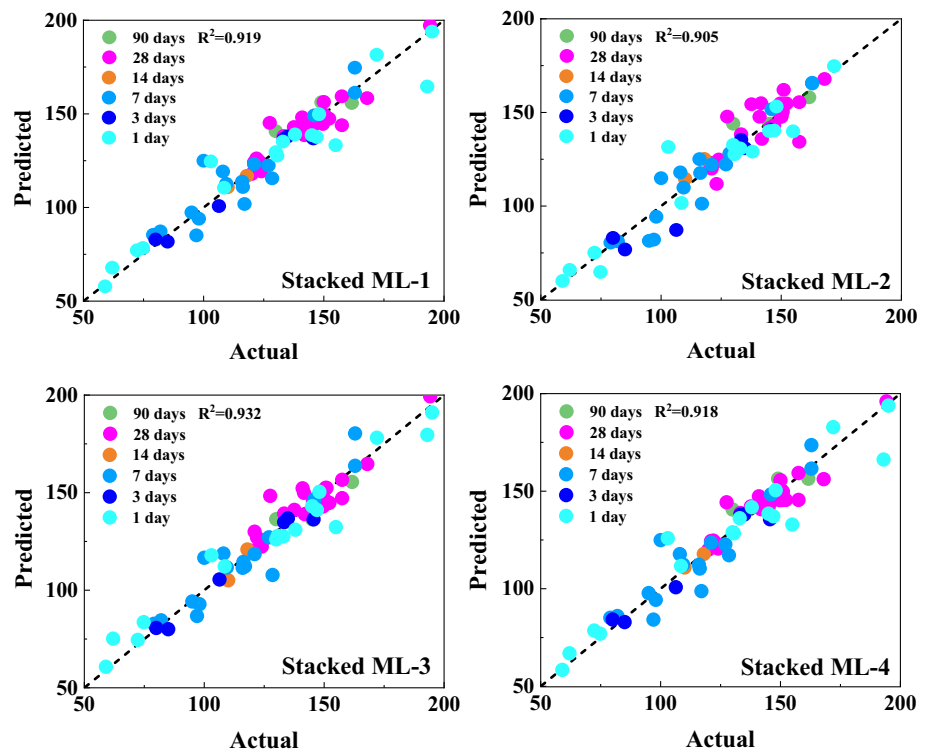 200
150
100
50
Predicted
90 days R²=0.919
28 days
14 days
7 days
3 days
1 day
Stacked ML-1
50 100 150 200
Actual
200
150
100
50
Predicted
90 days R²=0.905
28 days
14 days
7 days
3 days
1 day
Stacked ML-2
50 100 150 200
Actual
200
150
100
50
Predicted
90 days R²=0.932
28 days
14 days
7 days
3 days
1 day
Stacked ML-3
50 100 150 200
Actual
200
150
100
50
Predicted
90 days R²=0.918
28 days
14 days
7 days
3 days
1 day
Stacked ML-4
50 100 150 200
Actual